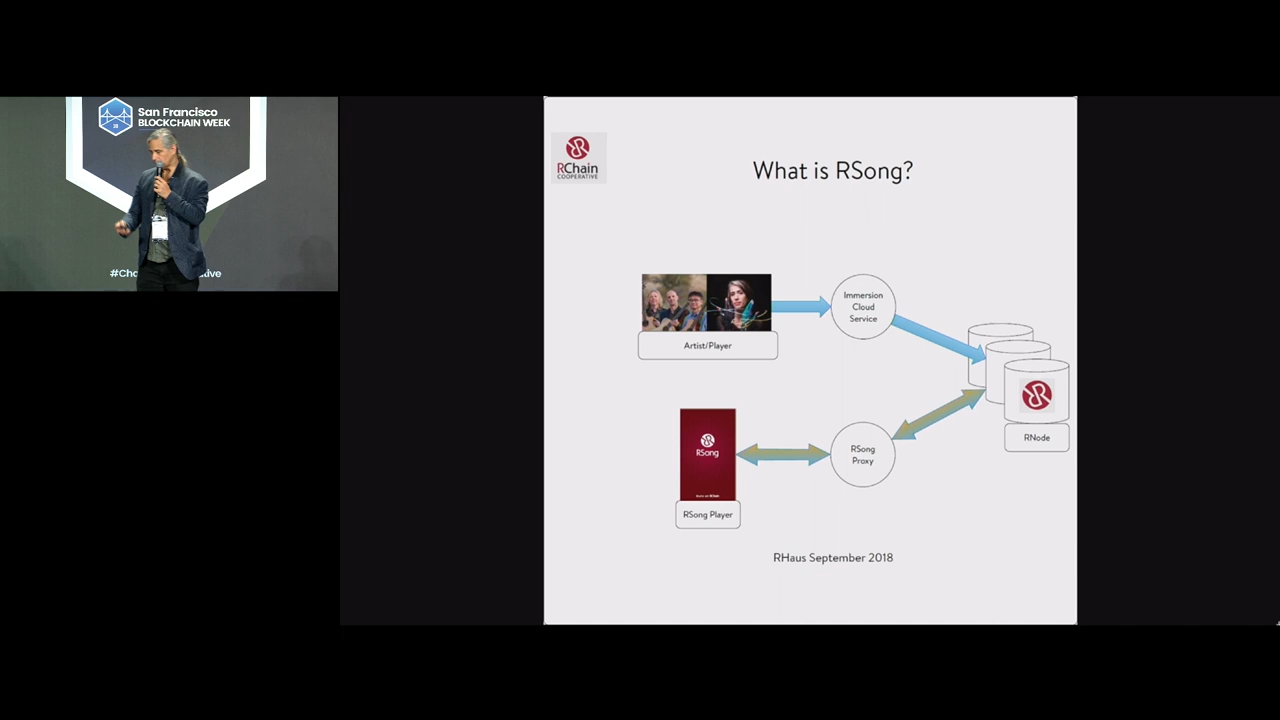 San Francisco
BLOCKCHAIN WEEK
RChain
COOPERATIVE
What is RSong?
Immersion
Cloud
Service
Artist/Player
RNode
RSong
RSong
Proxy
RSong Player
RHaus September 2018